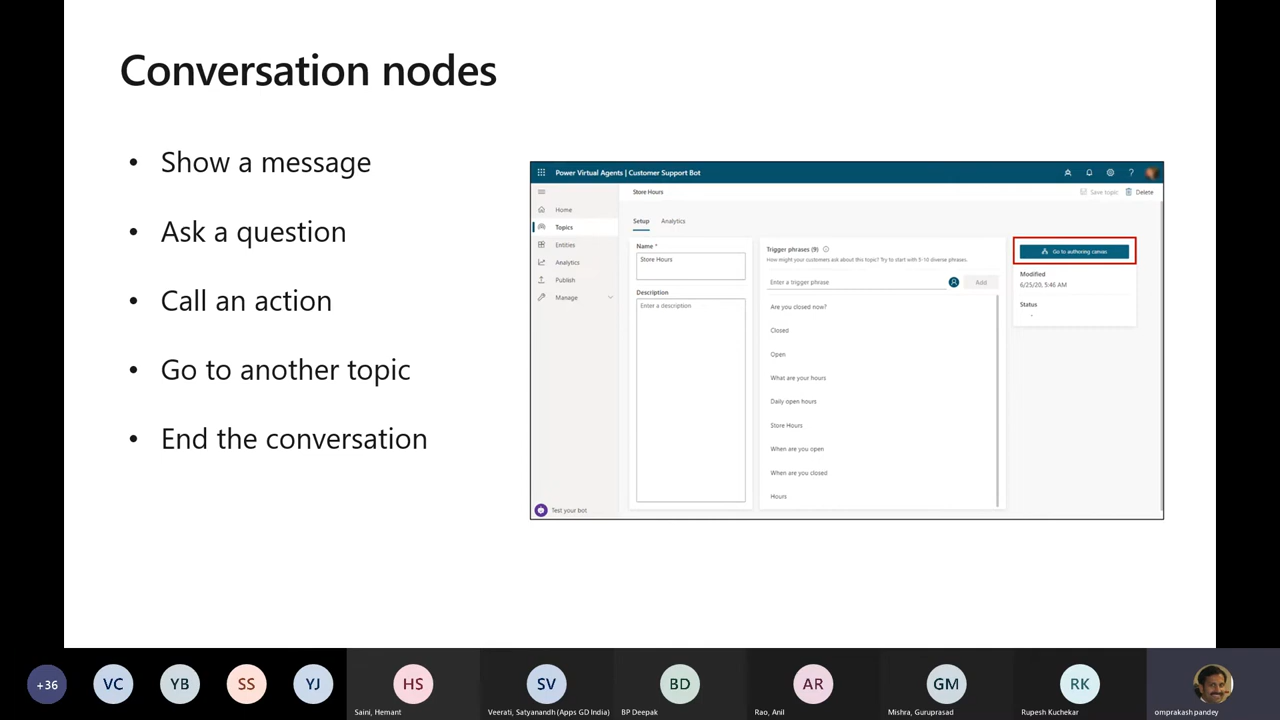 Conversation nodes
• Show a message
• Ask a question
• Call an action
• Go to another topic
• End the conversation
Power Virtual Agents | Customer Support Bot
?
Store Hours
Save topic
Delete
Home
Topics
Entities
Analytics
Publish
Manage
Test your bot
Setup
Analytics
Name *
Store Hours
Description
Enter a description
Trigger phrases (9)
How might your customers ask about this topic? Try to start with 5-10 diverse phrases.
Enter a trigger phrase
Add
Are you closed now?
Closed
Open
What are your hours
Daily open hours
Store Hours
When are you open
When are you closed
Hours
Go to authoring canvas
Modified
6/25/20, 5:46 AM
Status
-
+36
VC
YB
SS
YJ
HS
Saini, Hemant
SV
Veerati, Satyanandh (Apps GD India)
BD
BP Deepak
AR
Rao, Anil
GM
Mishra, Guruprasad
RK
Rupesh Kuchekar
omprakash pandey